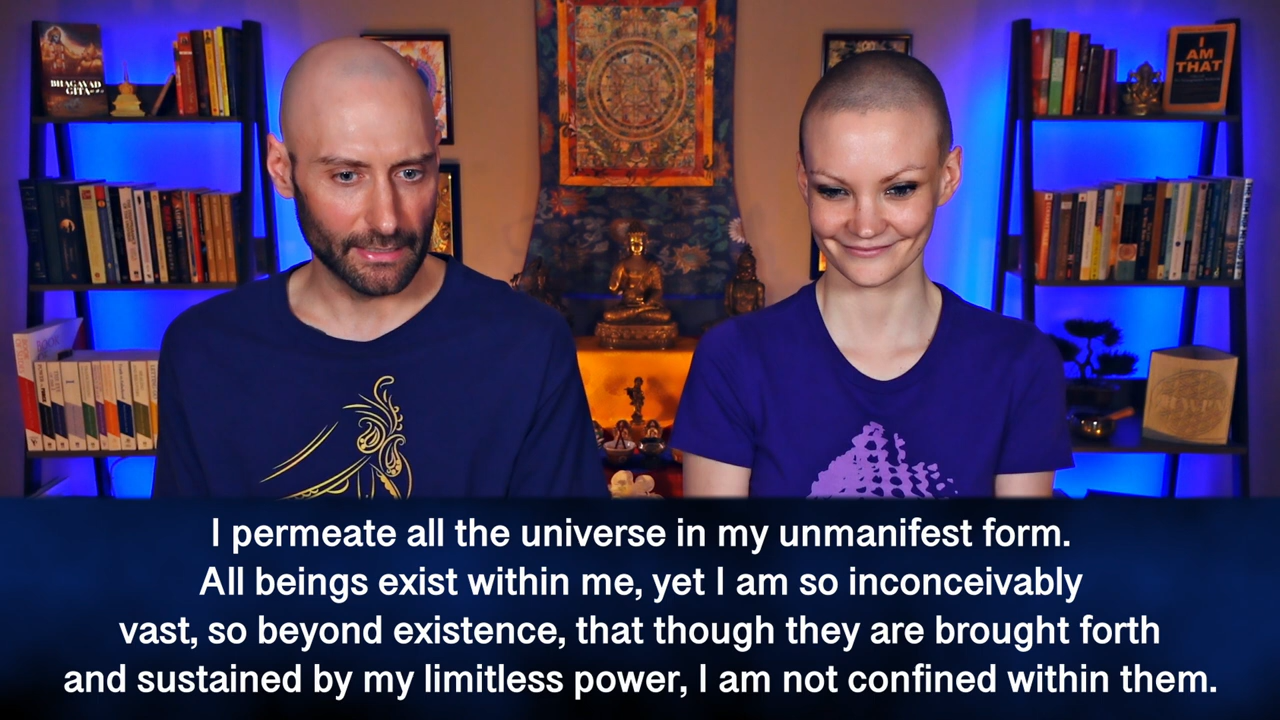 BHAGAVAD
GITA
I
AM
THAT
I permeate all the universe in my unmanifest form.
All beings exist within me, yet I am so inconceivably
vast, so beyond existence, that though they are brought forth
and sustained by my limitless power, I am not confined within them.